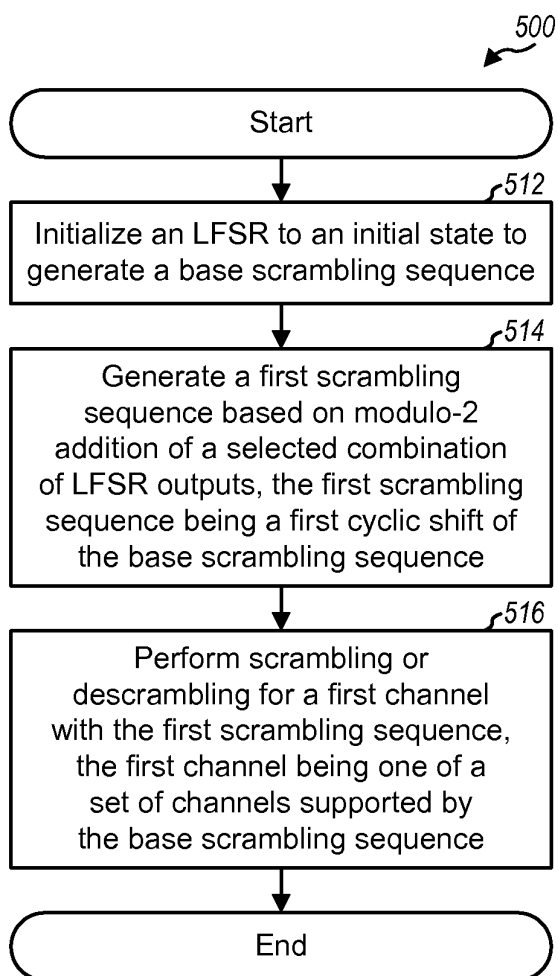 500
Start
512
Initialize an LFSR to an initial state to
generate a base scrambling sequence
514
Generate a first scrambling
sequence based on modulo-2
addition of a selected combination
of LFSR outputs, the first scrambling
sequence being a first cyclic shift of
the base scrambling sequence
516
Perform scrambling or
descrambling for a first channel
with the first scrambling sequence,
the first channel being one of a
set of channels supported by
the base scrambling sequence
End